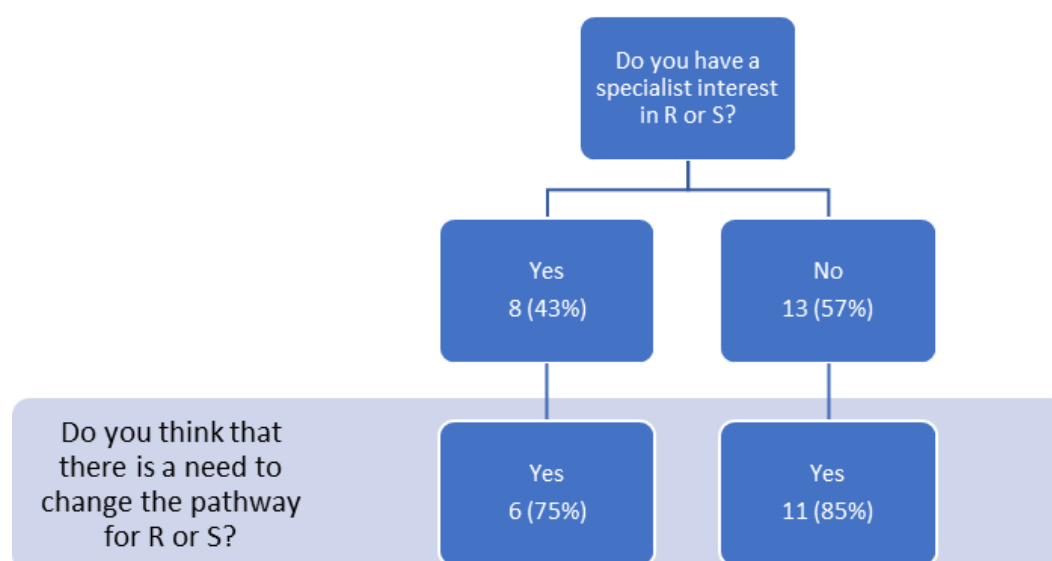 Do you have a
specialist interest
in R or S?
Yes
8 (43%)
No
13 (57%)
Do you think that
there is a need to
change the pathway
for R or S?
Yes
6 (75%)
Yes
11 (85%)